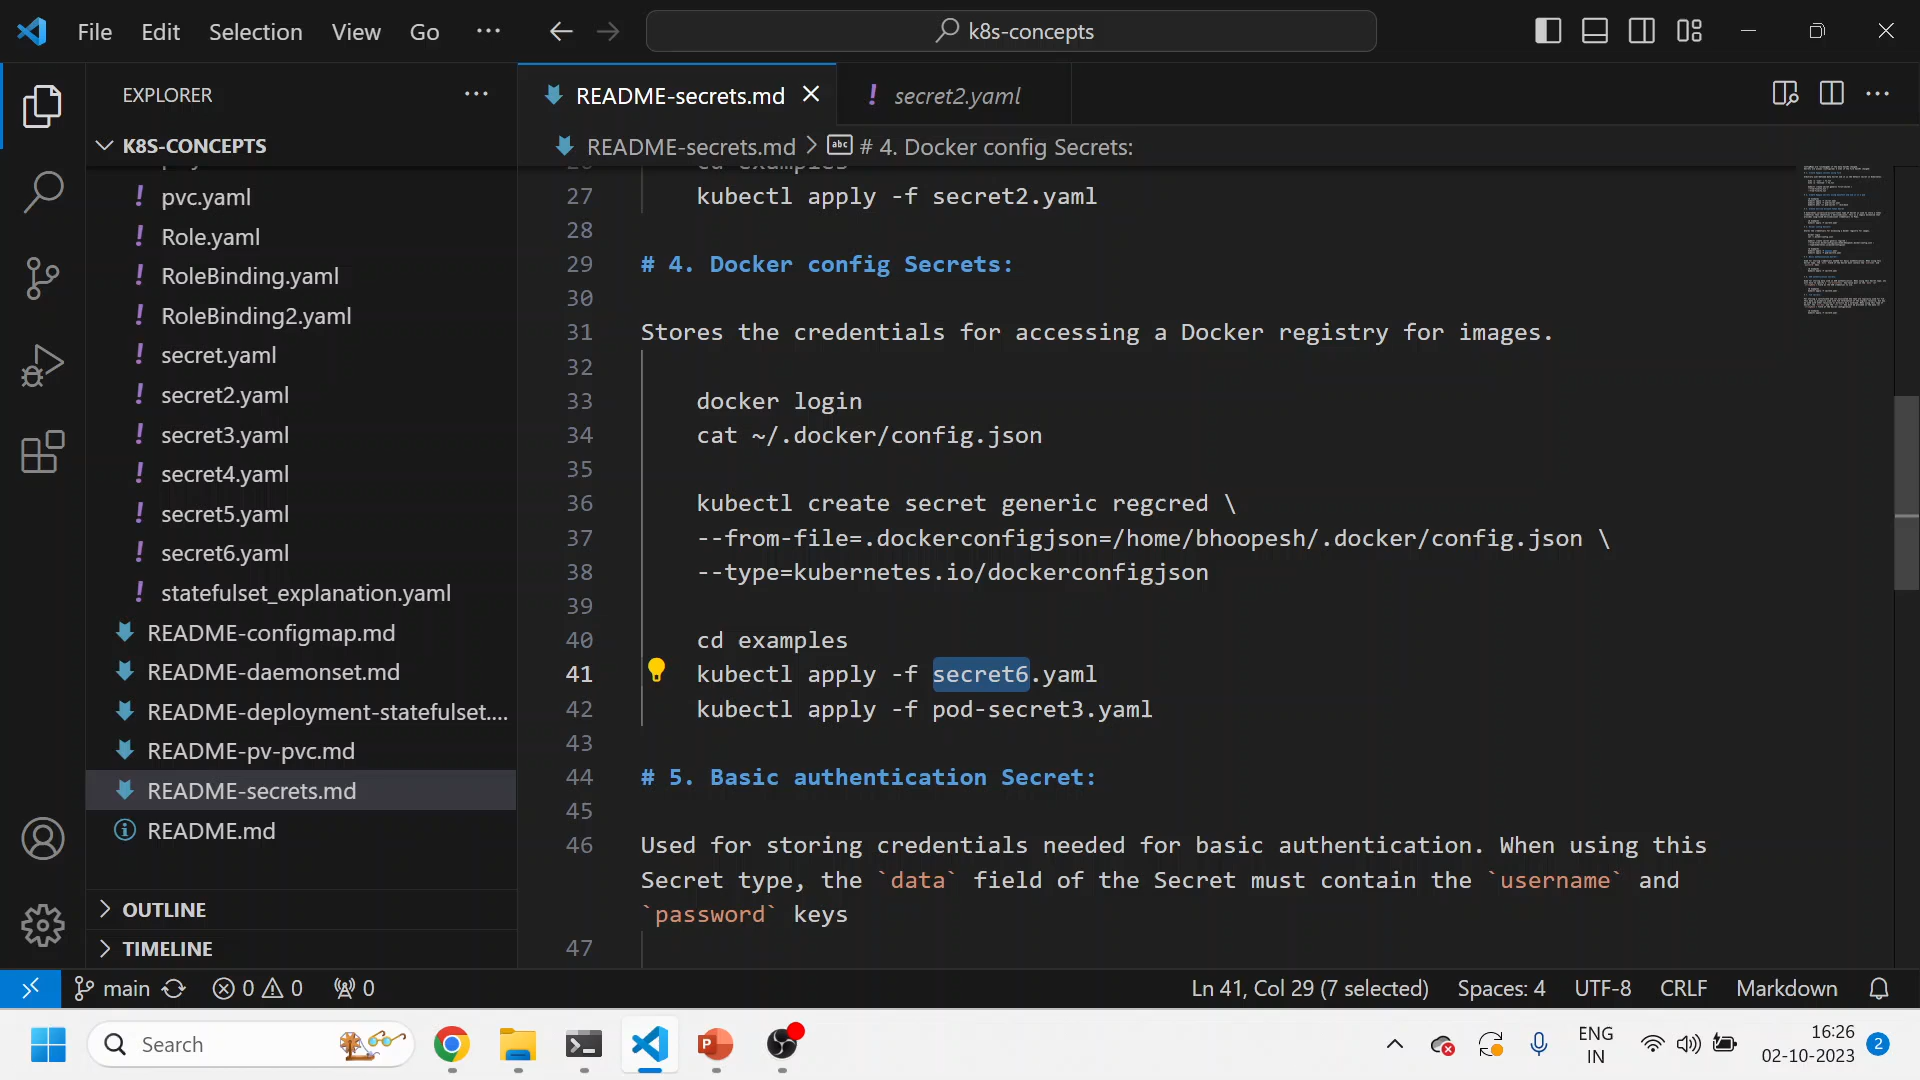 File Edit Selection View Go ···
k8s-concepts
EXPLORER
README-secrets.md
secret2.yaml
K8S-CONCEPTS
README-secrets.md > # 4. Docker config Secrets:
pvc.yaml
Role.yaml
RoleBinding.yaml
RoleBinding2.yaml
secret.yaml
secret2.yaml
secret3.yaml
secret4.yaml
secret5.yaml
secret6.yaml
statefulset_explanation.yaml
README-configmap.md
README-daemonset.md
README-deployment-statefulset....
README-pv-pvc.md
README-secrets.md
README.md
OUTLINE
TIMELINE
cd examples
27 kubectl apply -f secret2.yaml
28
29 # 4. Docker config Secrets:
30
31 Stores the credentials for accessing a Docker registry for images.
32
33 docker login
34 cat ~/.docker/config.json
35
36 kubectl create secret generic regcred \
37 --from-file=.dockerconfigjson=/home/bhoopesh/.docker/config.json \
38 --type=kubernetes.io/dockerconfigjson
39
40 cd examples
41 kubectl apply -f secret6.yaml
42 kubectl apply -f pod-secret3.yaml
43
44 # 5. Basic authentication Secret:
45
46 Used for storing credentials needed for basic authentication. When using this
Secret type, the `data` field of the Secret must contain the `username` and
`password` keys
47
main 0 0 0
Ln 41, Col 29 (7 selected) Spaces: 4 UTF-8 CRLF Markdown
Search
ENG
IN
16:26
02-10-2023
2